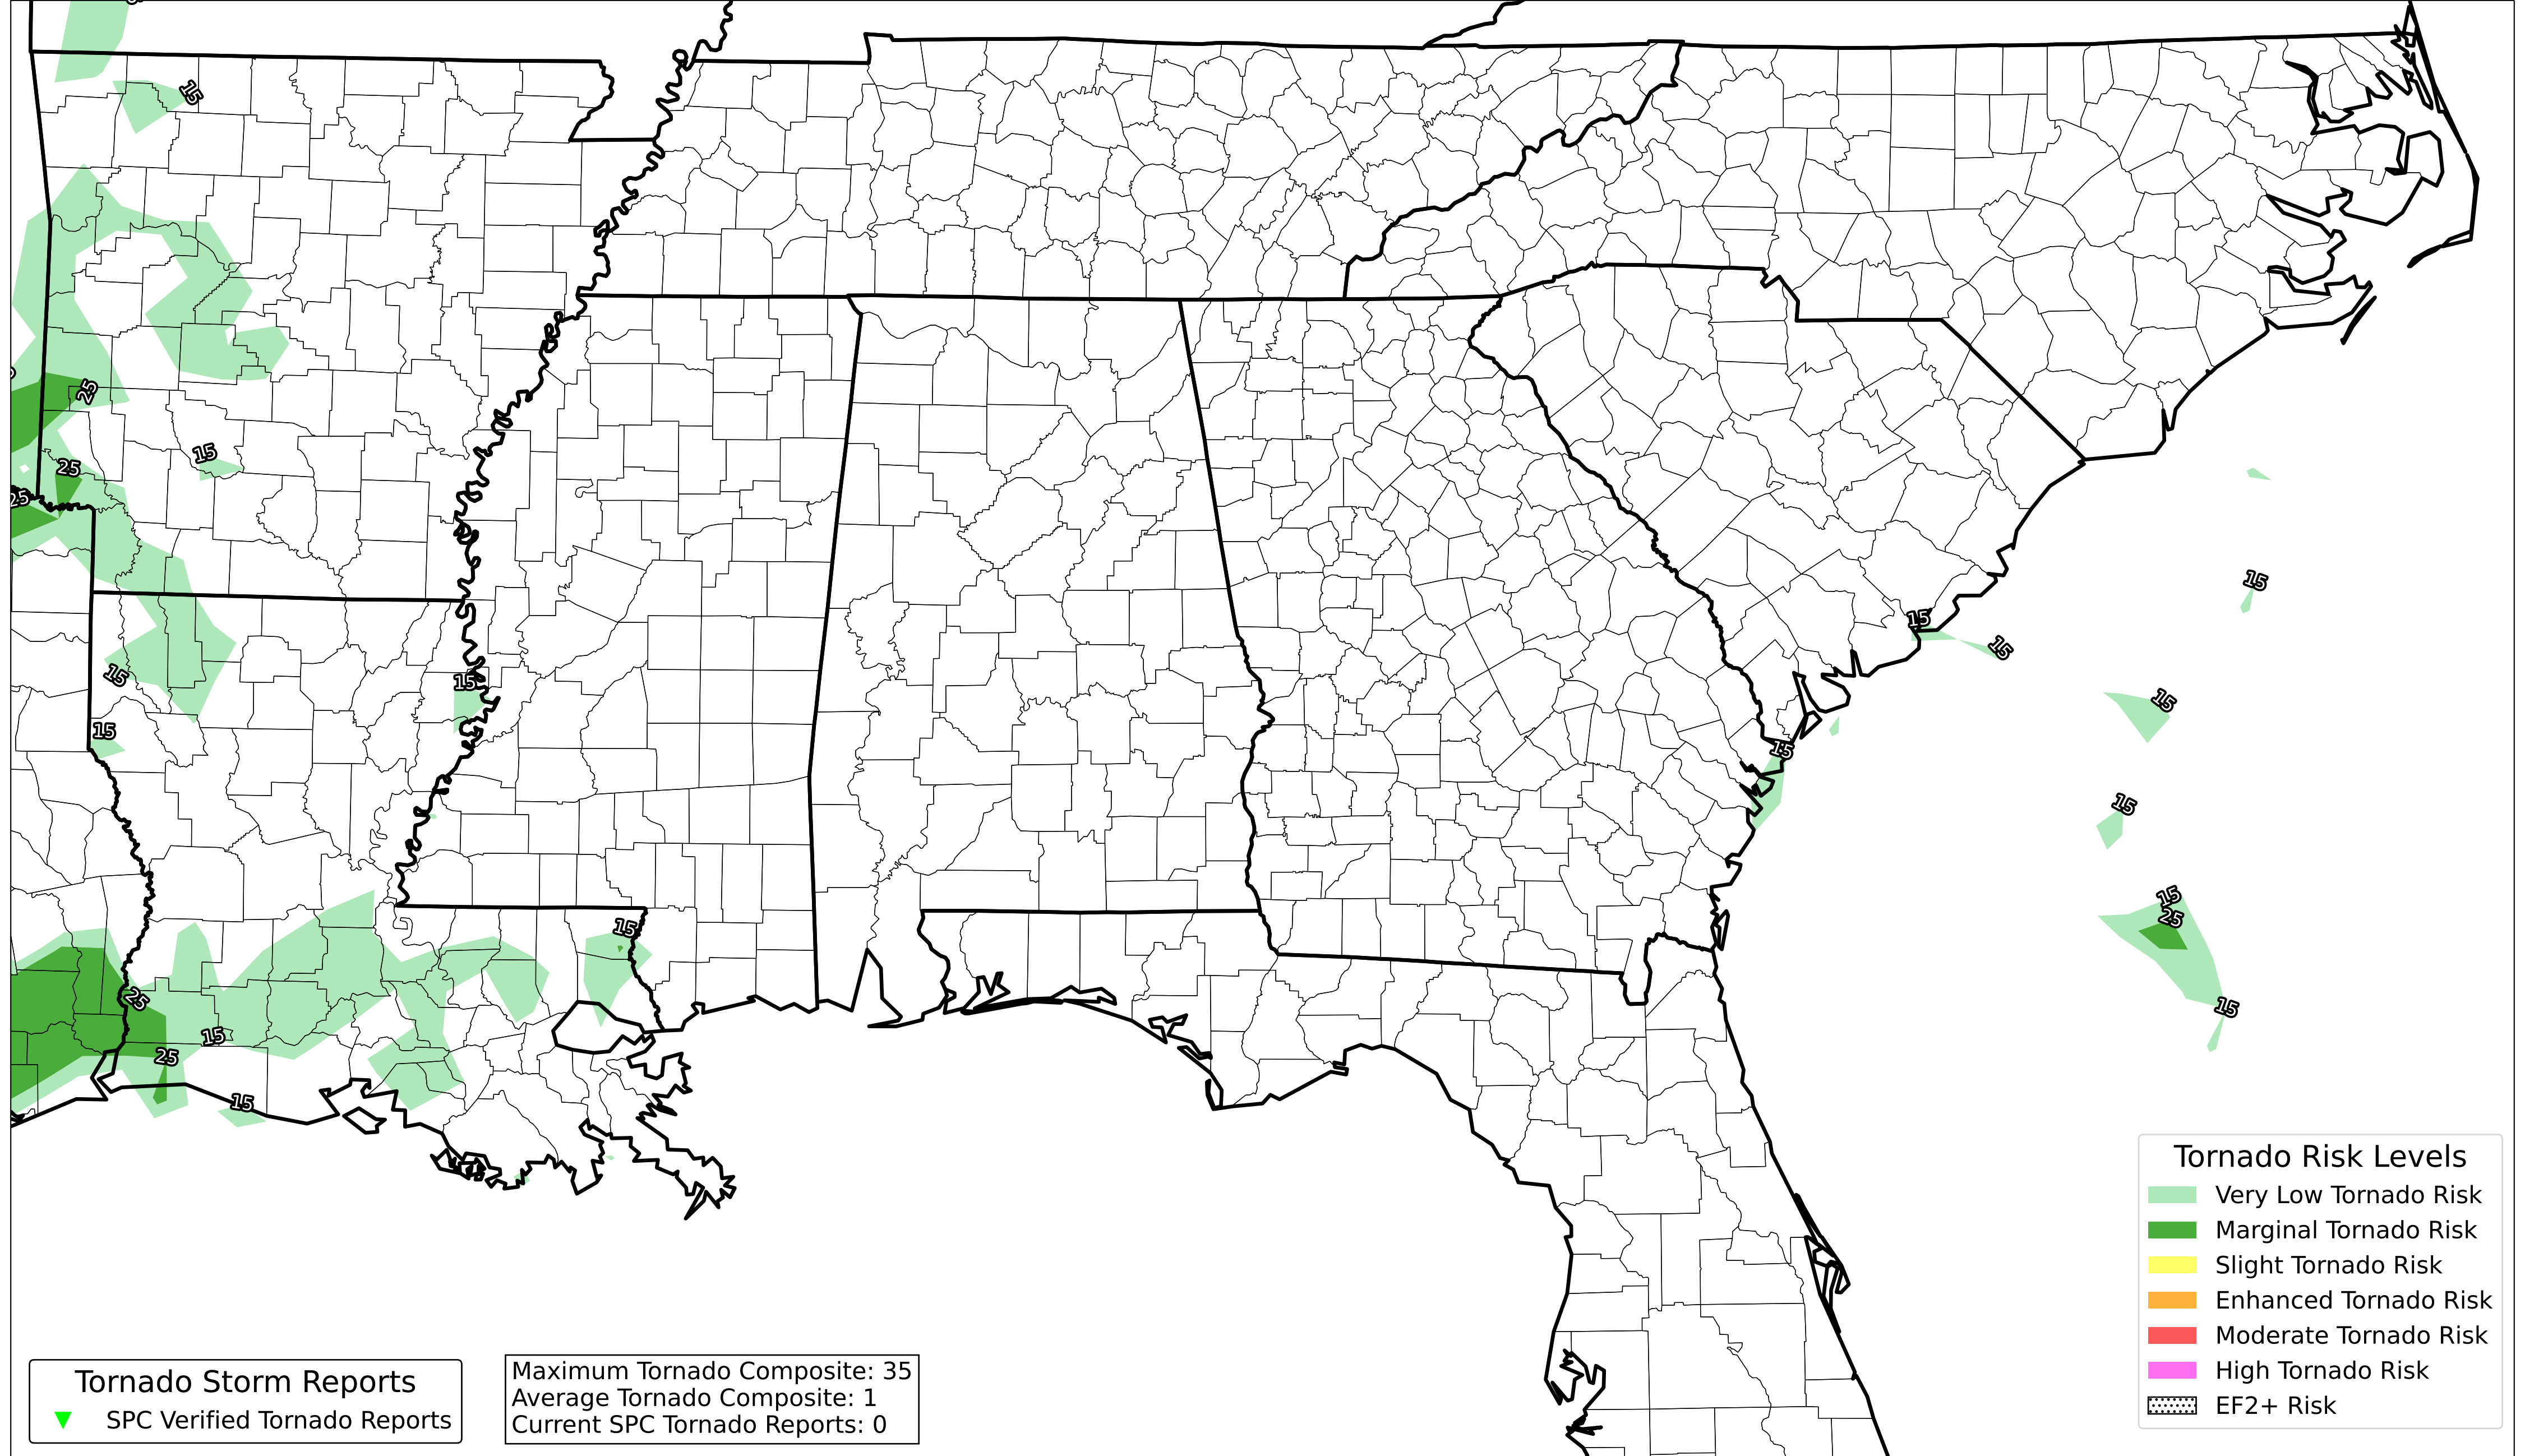 15
25
15
25
25
15
15
15
15
15
15
15
15
15
15
15
25
15
25
15
25
15
15
Tornado Risk Levels
Very Low Tornado Risk
Marginal Tornado Risk
Slight Tornado Risk
Enhanced Tornado Risk
Moderate Tornado Risk
High Tornado Risk
EF2+ Risk
Tornado Storm Reports
SPC Verified Tornado Reports
Maximum Tornado Composite: 35
Average Tornado Composite: 1
Current SPC Tornado Reports: 0